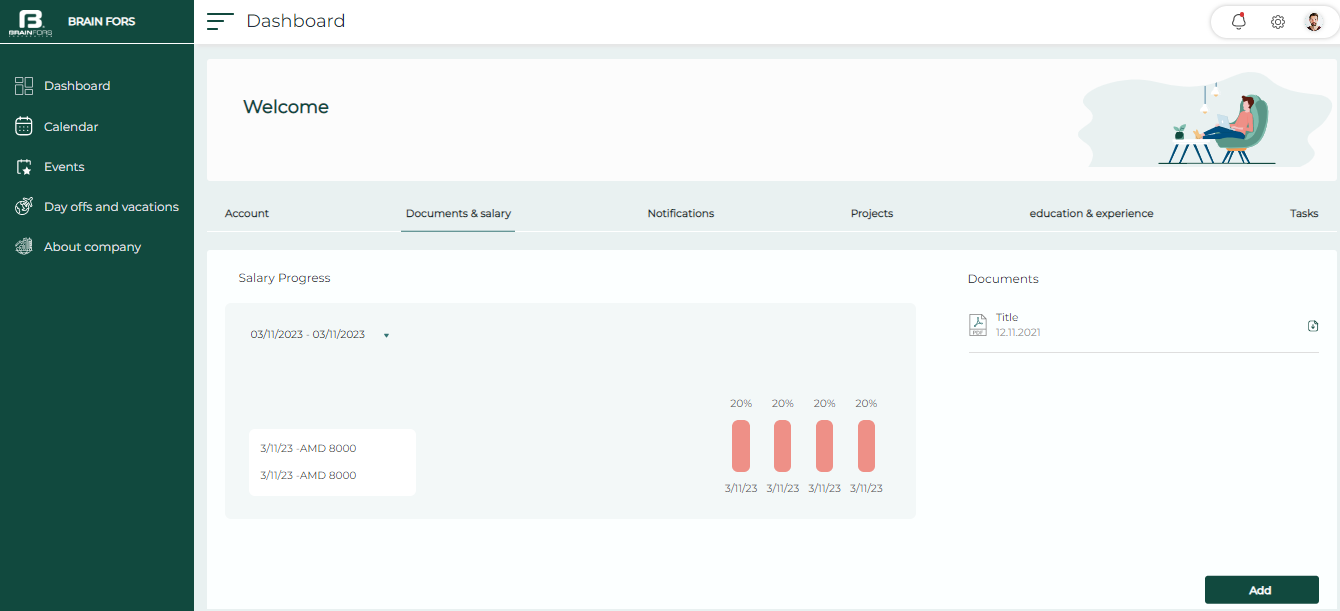 BRAINFORS
BRAIN FORS
Dashboard
Dashboard
Calendar
Events
Day offs and vacations
About company
Welcome
Account
Documents & salary
Notifications
Projects
education & experience
Tasks
Salary Progress
03/11/2023 - 03/11/2023
20% 20% 20% 20%
3/11/23 3/11/23 3/11/23 3/11/23
3/11/23 -AMD 8000
3/11/23 -AMD 8000
Documents
PDF
Title
12.11.2021
Add